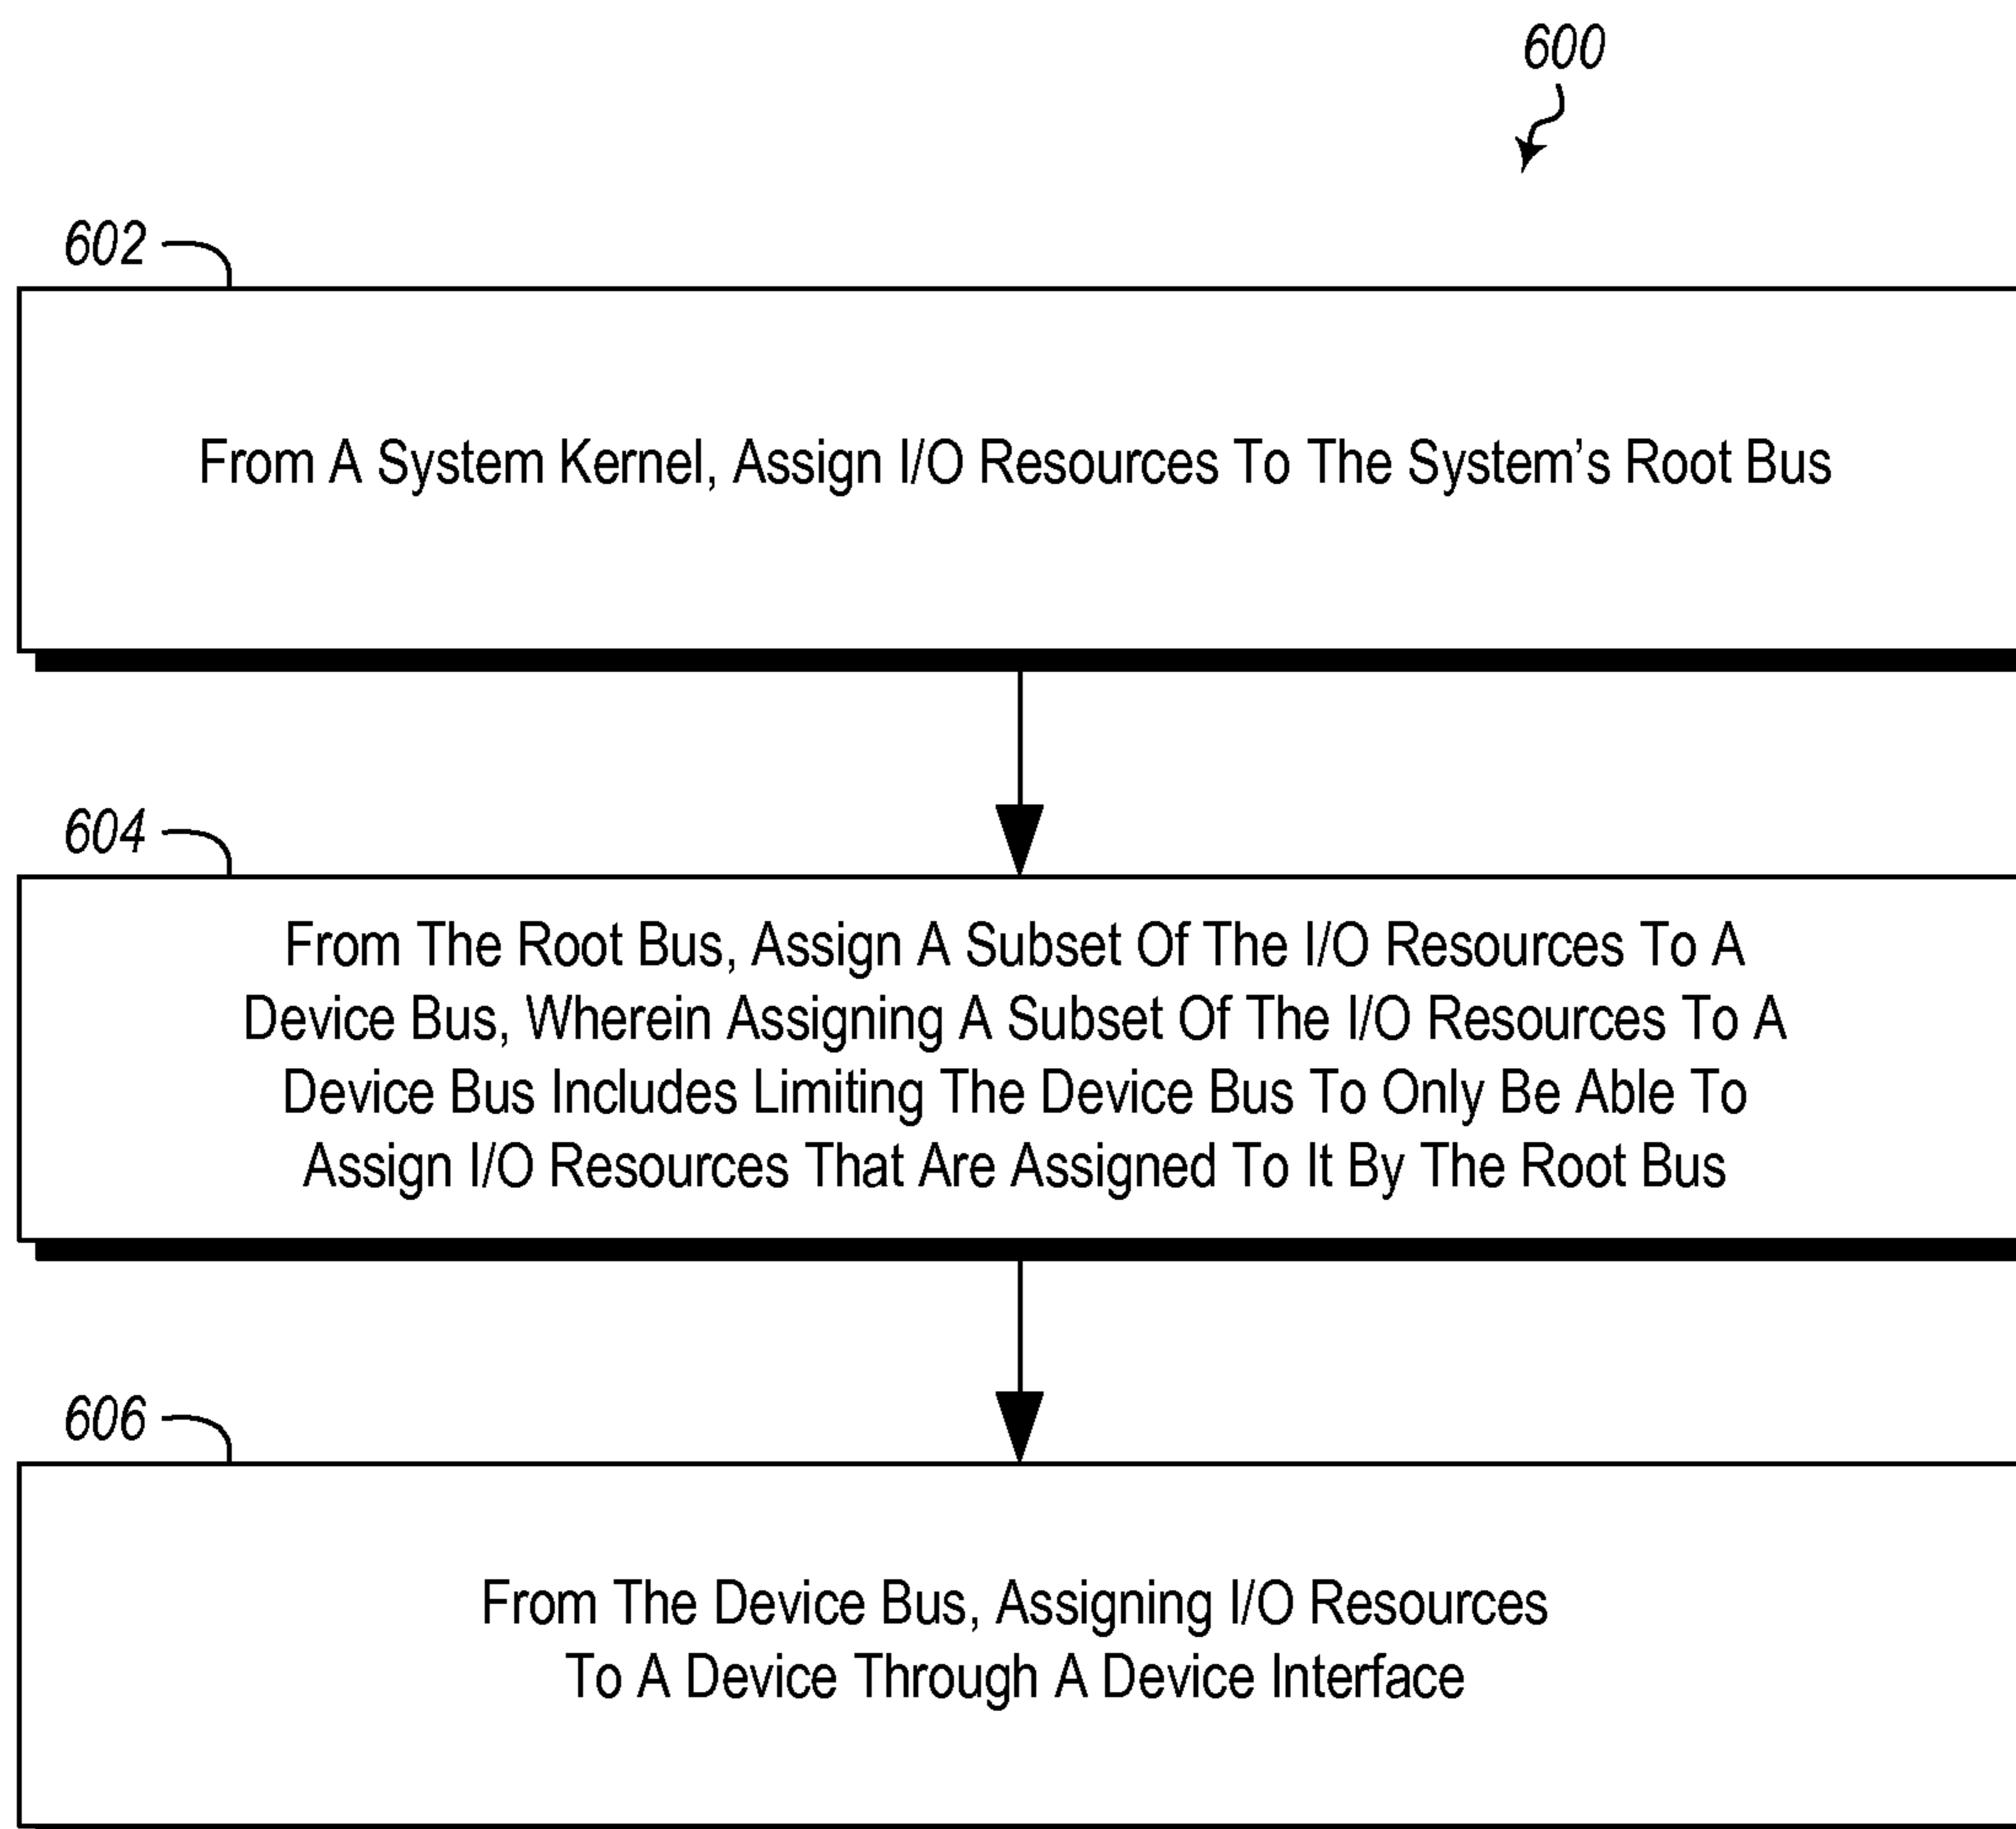 600
602
From A System Kernel, Assign I/O Resources To The System's Root Bus
604
From The Root Bus, Assign A Subset Of The I/O Resources To A
Device Bus, Wherein Assigning A Subset Of The I/O Resources To A
Device Bus Includes Limiting The Device Bus To Only Be Able To
Assign I/O Resources That Are Assigned To It By The Root Bus
606
From The Device Bus, Assigning I/O Resources
To A Device Through A Device Interface